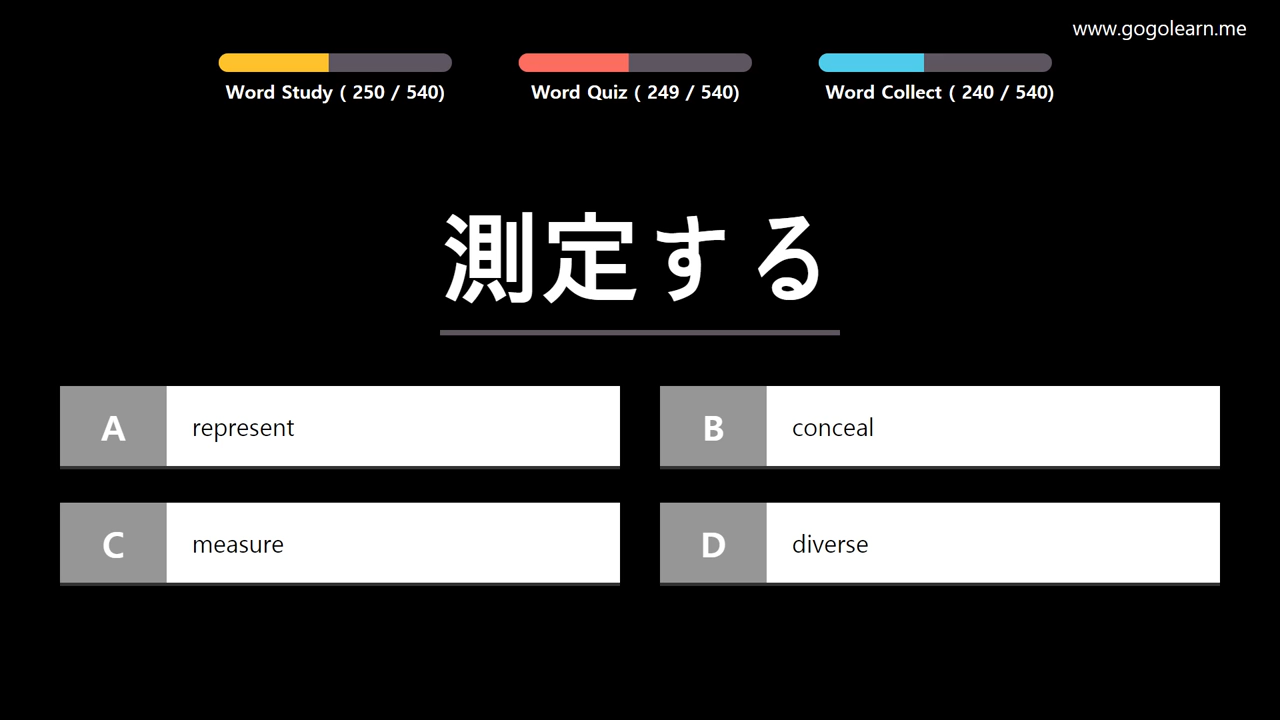 www.gogolearn.me
Word Study ( 250 / 540)
Word Quiz ( 249 / 540)
Word Collect ( 240 / 540)
測定する
A represent
B conceal
C measure
D diverse